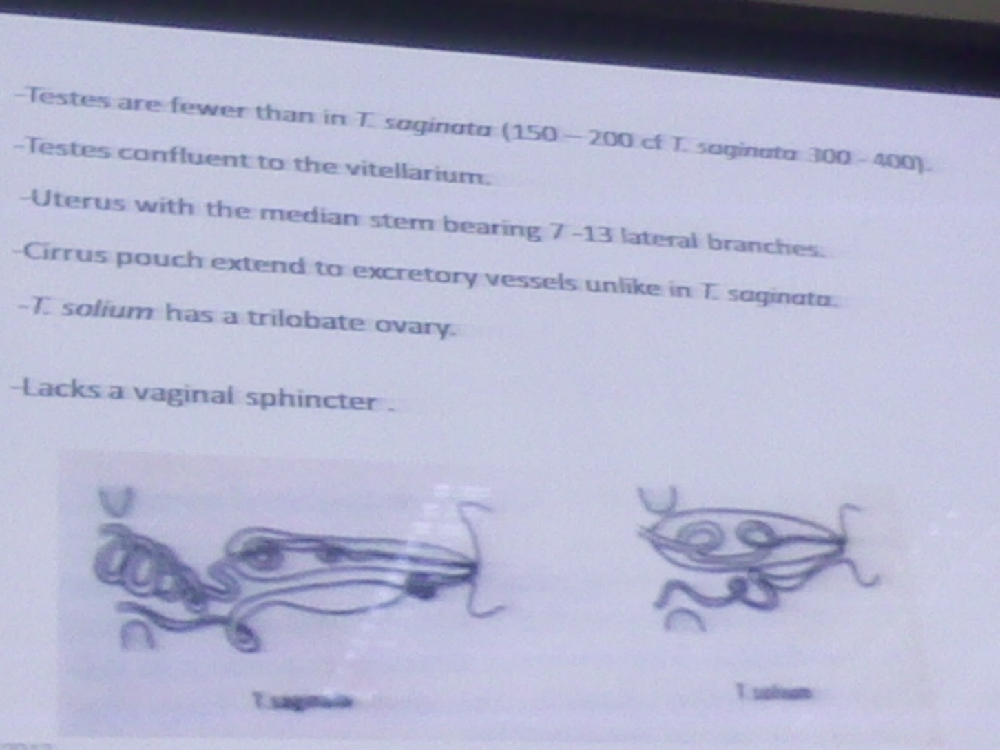 -Testes are fewer than in T. saginata (150 – 200 cf T. saginata 300 - 400).
-Testes confluent to the vitellarium.
-Uterus with the median stem bearing 7 -13 lateral branches.
-Cirrus pouch extend to excretory vessels unlike in T. saginata.
-T. solium has a trilobate ovary.
-Lacks a vaginal sphincter .
T.saginata
T.solium